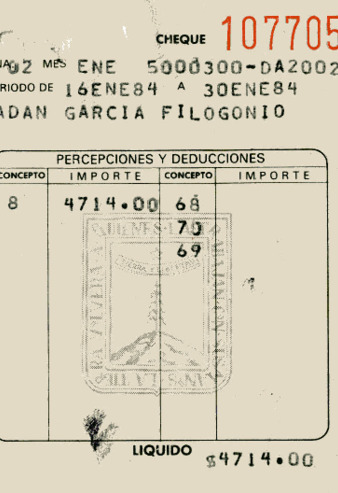 CHEQUE 107705
02 MES ENE 5000300-DA2002
RIODO DE 16ENE84 A 30ENE84
ADAN GARCIA FILOGONIO
PERCEPCIONES Y DEDUCCIONES
CONCEPTO IMPORTE CONCEPTO IMPORTE
8 4714.00 68
70
69
LIQUIDO $4714.00